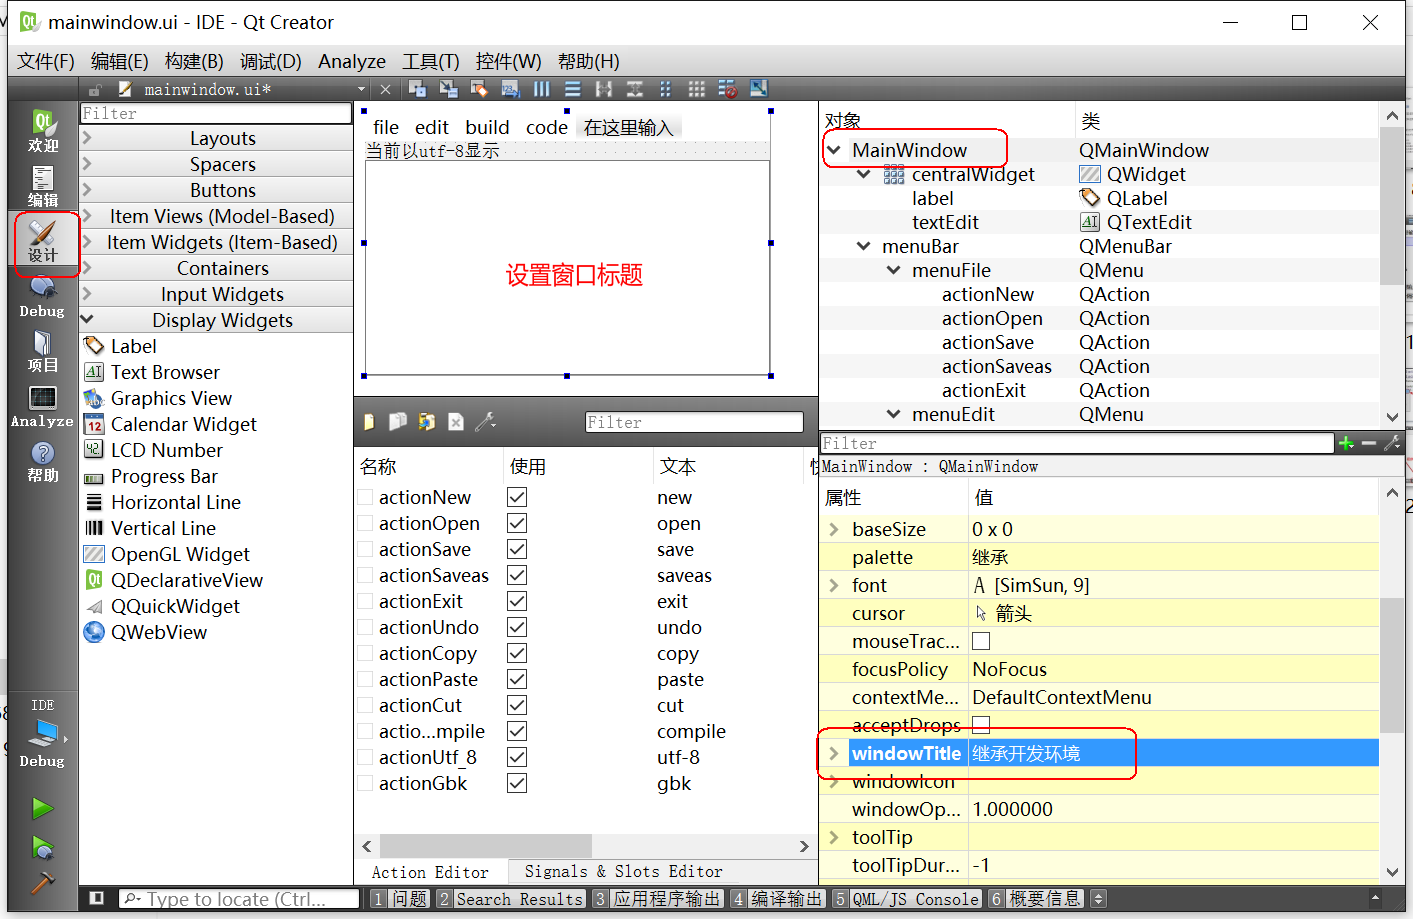 mainwindow.ui - IDE - Qt Creator
文件(F) 编辑(E) 构建(B) 调试(D) Analyze 工具(T) 控件(W) 帮助(H)
mainwindow.ui*
欢迎
编辑
设计
Debug
项目
Analyze
帮助
IDE
Debug
Filter
Layouts
Spacers
Buttons
Item Views (Model-Based)
Item Widgets (Item-Based)
Containers
Input Widgets
Display Widgets
Label
Text Browser
Graphics View
Calendar Widget
LCD Number
Progress Bar
Horizontal Line
Vertical Line
OpenGL Widget
QDeclarativeView
QQuickWidget
QWebView
file edit build code 在这里输入
当前以utf-8显示
设置窗口标题
Filter
名称 使用 文本
actionNew new
actionOpen open
actionSave save
actionSaveas saveas
actionExit exit
actionUndo undo
actionCopy copy
actionPaste paste
actionCut cut
actio...mpile compile
actionUtf_8 utf-8
actionGbk gbk
Action Editor Signals & Slots Editor
对象 类
MainWindow QMainWindow
centralWidget QWidget
label QLabel
textEdit QTextEdit
menuBar QMenuBar
menuFile QMenu
actionNew QAction
actionOpen QAction
actionSave QAction
actionSaveas QAction
actionExit QAction
menuEdit QMenu
Filter
MainWindow : QMainWindow
属性 值
baseSize 0 x 0
palette 继承
font A [SimSun, 9]
cursor 箭头
mouseTrac...
focusPolicy NoFocus
contextMe... DefaultContextMenu
acceptDrops
windowTitle 继承开发环境
windowIcon
windowOp... 1.000000
toolTip
toolTipDur... -1
Type to locate (Ctrl... 1 问题 2 Search Results 3 应用程序输出 4 编译输出 5 QML/JS Console 6 概要信息